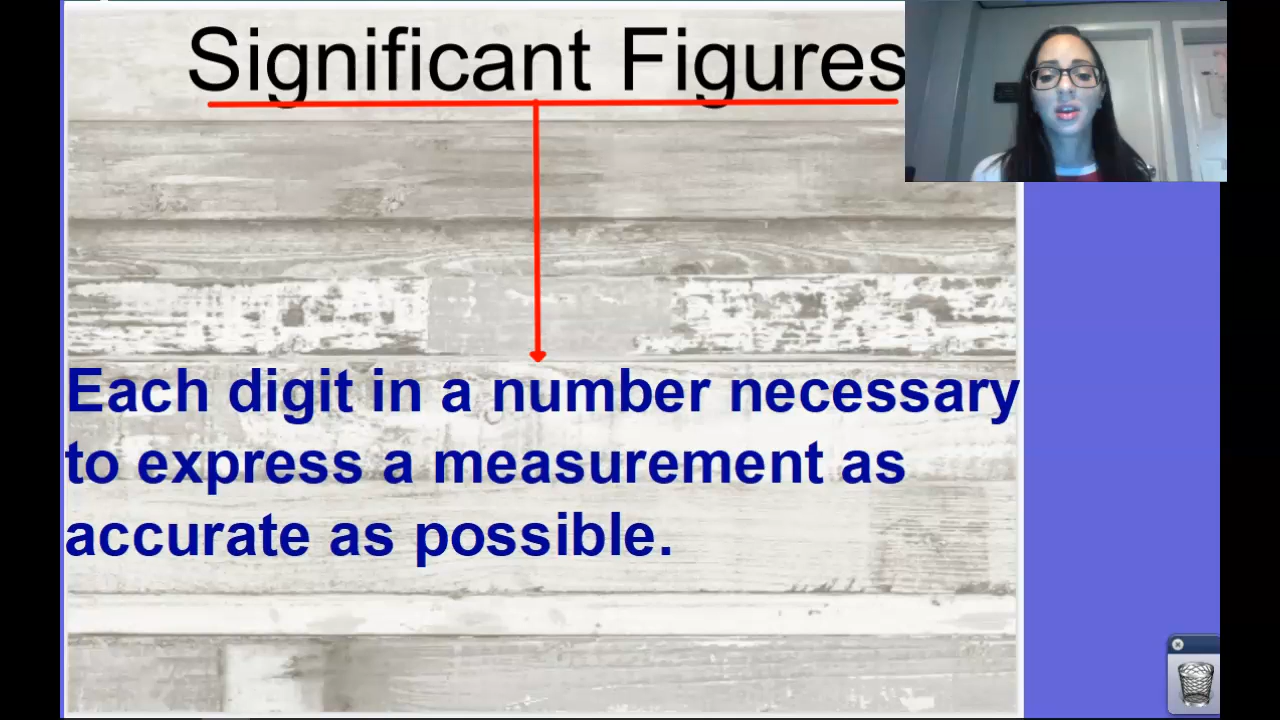 Significant Figures
Each digit in a number necessary
to express a measurement as
accurate as possible.